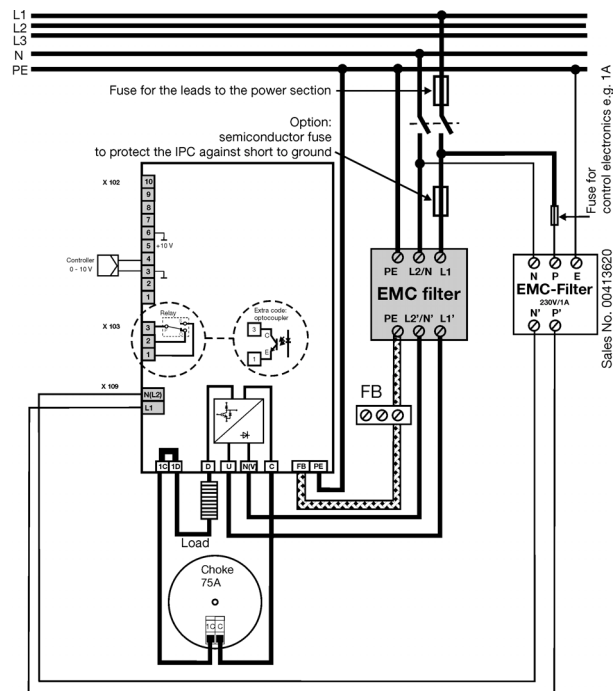 L1
L2
L3
N
PE
Fuse for the leads to the power section
Option:
semiconductor fuse
to protect the IPC against short to ground
Fuse for
control electronics e.g. 1A
X 102
10
9
8
7
6
5
+10 V
4
3
2
1
Controller
0 - 10 V
X 103
3
2
1
Relay
Extra code:
optocoupler
3
C
E
1
X 109
N(L2)
L1
PE L2/N L1
EMC filter
PE L2'/N' L1'
N P E
EMC-Filter
230V/1A
N' P'
Sales No. 00413620
FB
1C 1D D U N(V) C FB PE
Load
Choke
75A
1C C